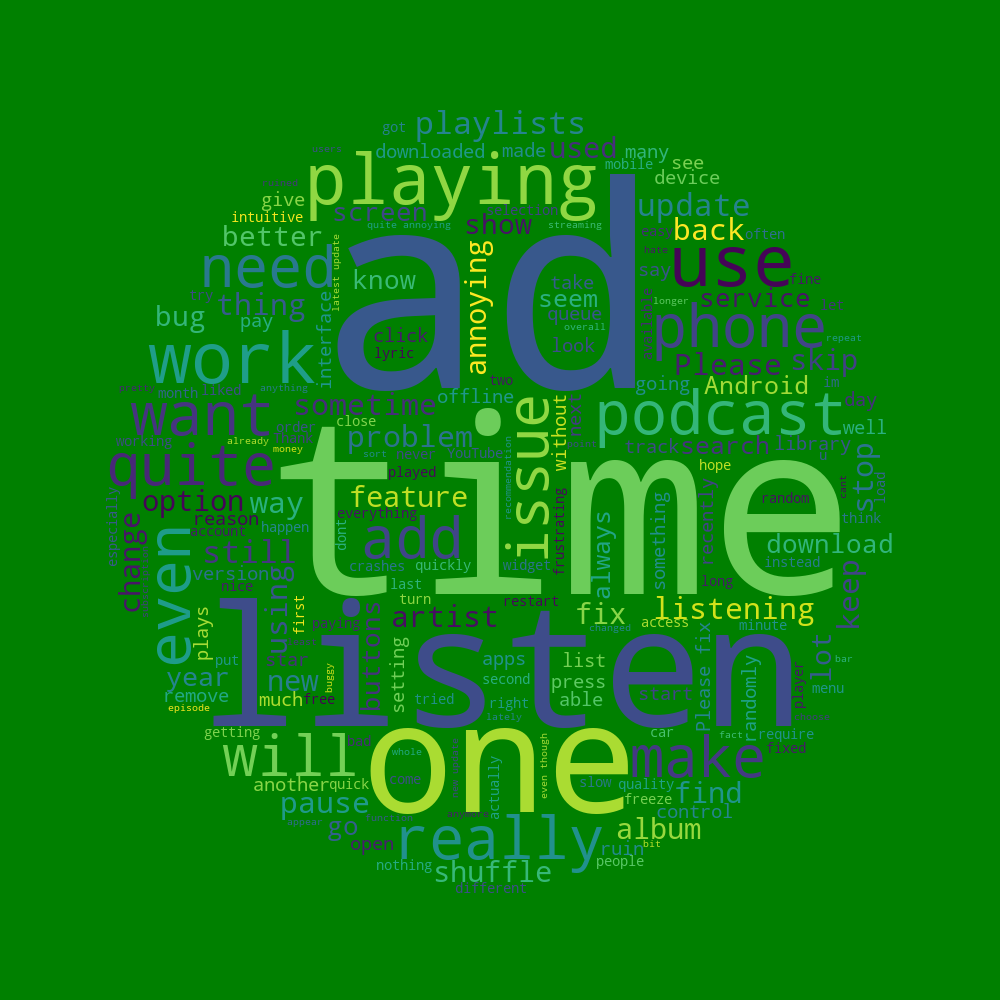 got
playlists
downloaded
made
used
many
mobile
see
device
give
playing
ad
intuitive
screen
selection
quite annoying
streaming
show
update
back
often
easy
better
need
latest update
know
annoying
take
seem
queue
overall
look
use
hate
fine
say
available
longer
service
let
try
thing
bug
pay
interface
click
lyric
phone
repeat
work
Please
skip
two
going
Android
im
pretty
month
liked
anything
offline
sometime
podcast
day
well
want
close
order
hard
problem
never
YouTube
next
without
track
search
library
working
already
money
sort
played
issue
hope
stop
quite
time
recommendation
random
cant
load
option
way
feature
reason
account
everything
frustrating
always
something
recently
think
especially
happen
dont
add
download
change
even
still
crashes
quickly
widget
long
instead
version
last
nice
turn
restart
keep
using
first
paying
artist
fix
listening
plays
buttons
listen
changed
access
minute
bar
lot
star
setting
apps
list
Please fix
randomly
year
put
new
second
press
start
player
menu
remove
much
free
buggy
tried
right
able
episode
lately
getting
one
car
fact
require
will
bad
whole
even though
make
fixed
another
quick
come
actually
slow
quality
find
pause
freeze
control
appear
go
function
anymore
album
bit
open
really
ruin
nothing
shuffle
people
different